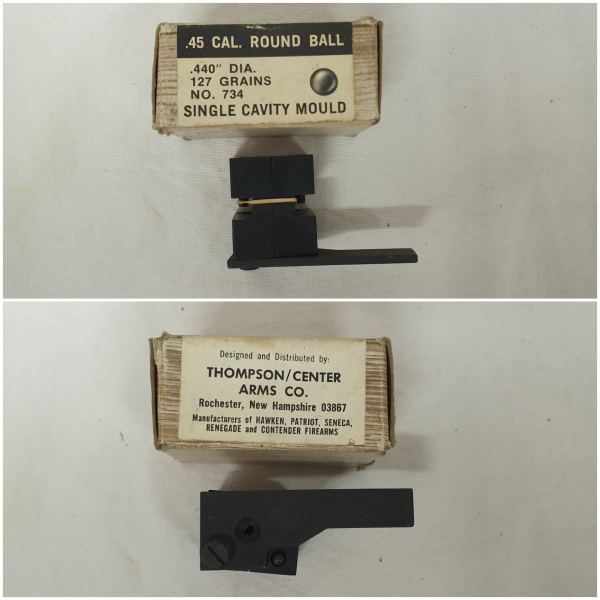 .45 CAL. ROUND BALL
.440" DIA.
127 GRAINS
NO. 734
SINGLE CAVITY MOULD
Designed and Distributed by:
THOMPSON/CENTER
ARMS CO.
Rochester, New Hampshire 03867
Manufacturers of HAWKEN, PATRIOT, SENECA,
RENEGADE and CONTENDER FIREARMS